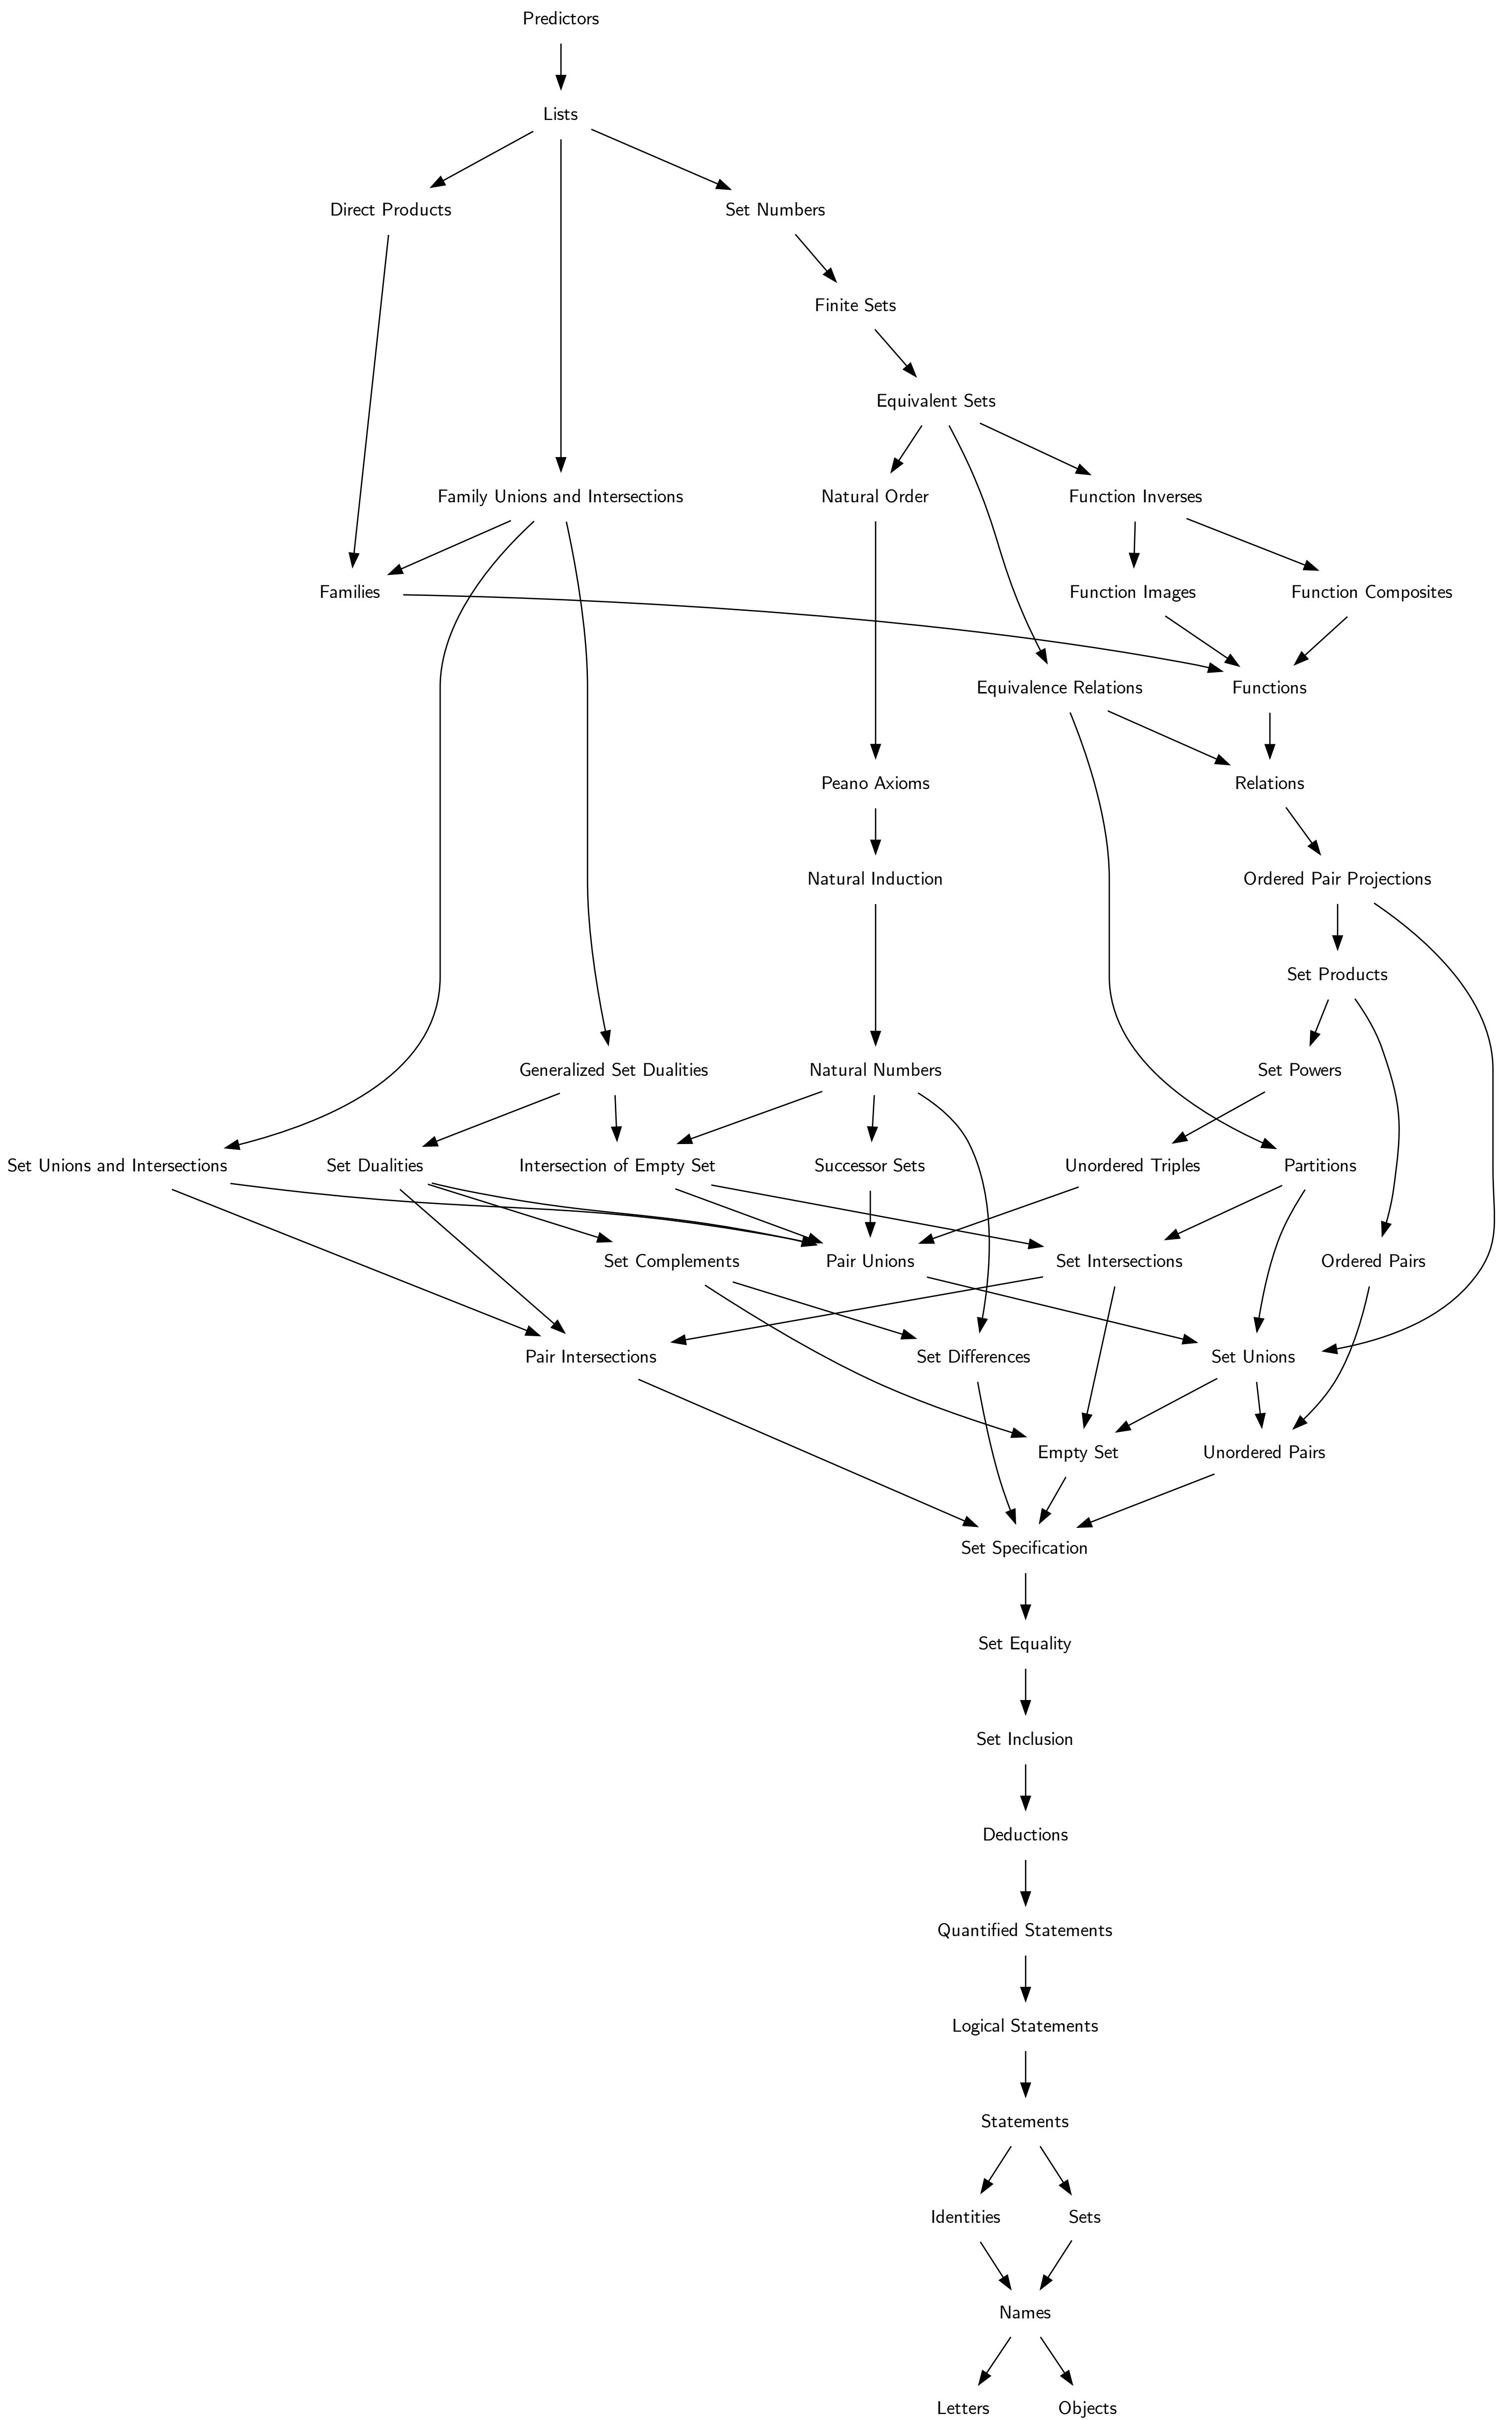 Predictors
Lists
Direct Products
Set Numbers
Finite Sets
Equivalent Sets
Family Unions and Intersections
Natural Order
Function Inverses
Families
Function Images
Function Composites
Equivalence Relations
Functions
Peano Axioms
Relations
Natural Induction
Ordered Pair Projections
Set Products
Generalized Set Dualities
Natural Numbers
Set Powers
Set Unions and Intersections
Set Dualities
Intersection of Empty Set
Successor Sets
Unordered Triples
Partitions
Set Complements
Pair Unions
Set Intersections
Ordered Pairs
Pair Intersections
Set Differences
Set Unions
Empty Set
Unordered Pairs
Set Specification
Set Equality
Set Inclusion
Deductions
Quantified Statements
Logical Statements
Statements
Identities
Sets
Names
Letters
Objects